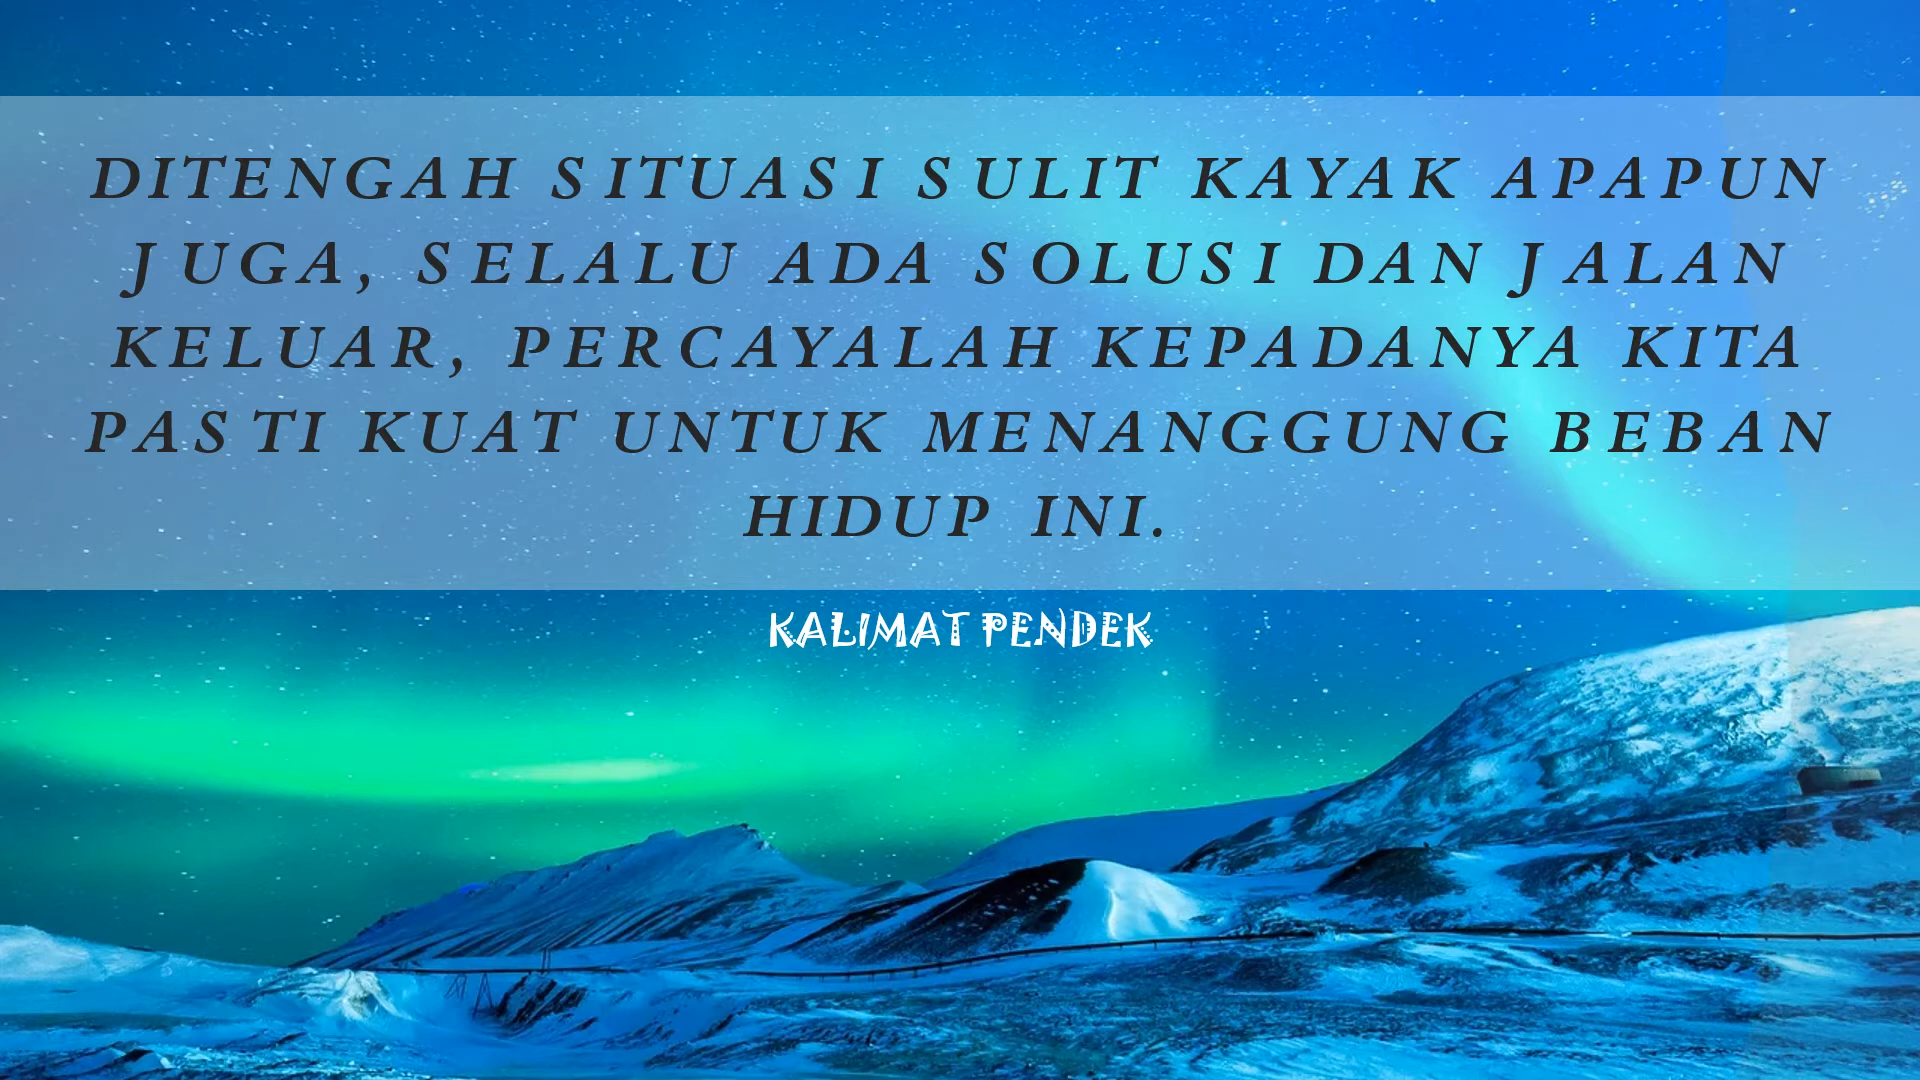 DITENGAH SITUASI SULIT KAYAK APAPUN
JUGA, SELALU ADA SOLUSI DAN JALAN
KELUAR, PERCAYALAH KEPADANYA KITA
PASTI KUAT UNTUK MENANGGUNG BEBAN
HIDUP INI.
KALIMAT PENDEK